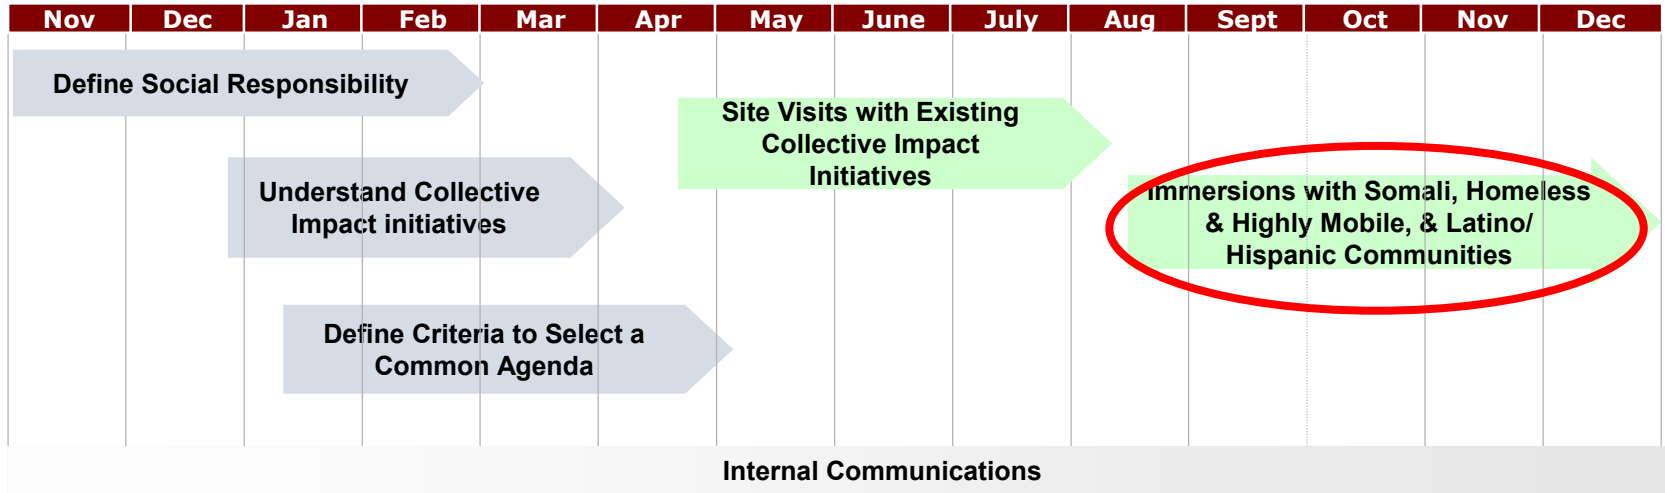 Nov Dec Jan Feb Mar Apr May June July Aug Sept Oct Nov Dec
Define Social Responsibility
Site Visits with Existing
Collective Impact
Initiatives
Understand Collective
Impact initiatives
Immersions with Somali, Homeless
& Highly Mobile, & Latino/
Hispanic Communities
Define Criteria to Select a
Common Agenda
Internal Communications